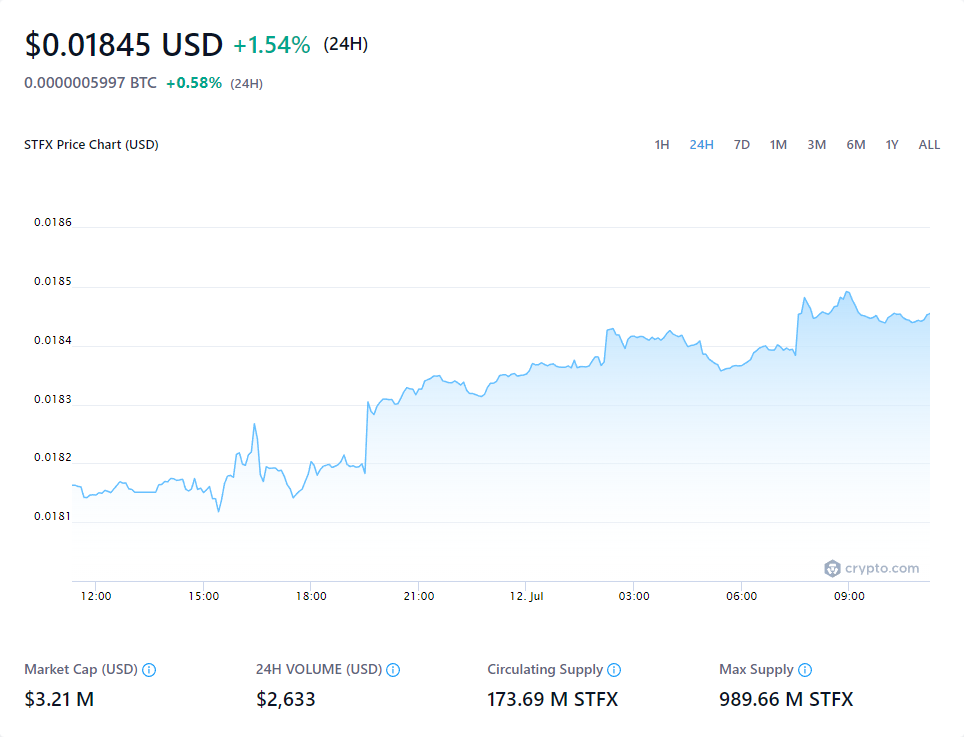 $0.01845 USD +1.54% (24H)
0.0000005997 BTC +0.58% (24H)
STFX Price Chart (USD) 1H 24H 7D 1M 3M 6M 1Y ALL
0.0186
0.0185
0.0184
0.0183
0.0182
0.0181
crypto.com
12:00 15:00 18:00 21:00 12. Jul 03:00 06:00 09:00
Market Cap (USD) 24H VOLUME (USD) Circulating Supply Max Supply
$3.21 M $2,633 173.69 M STFX 989.66 M STFX